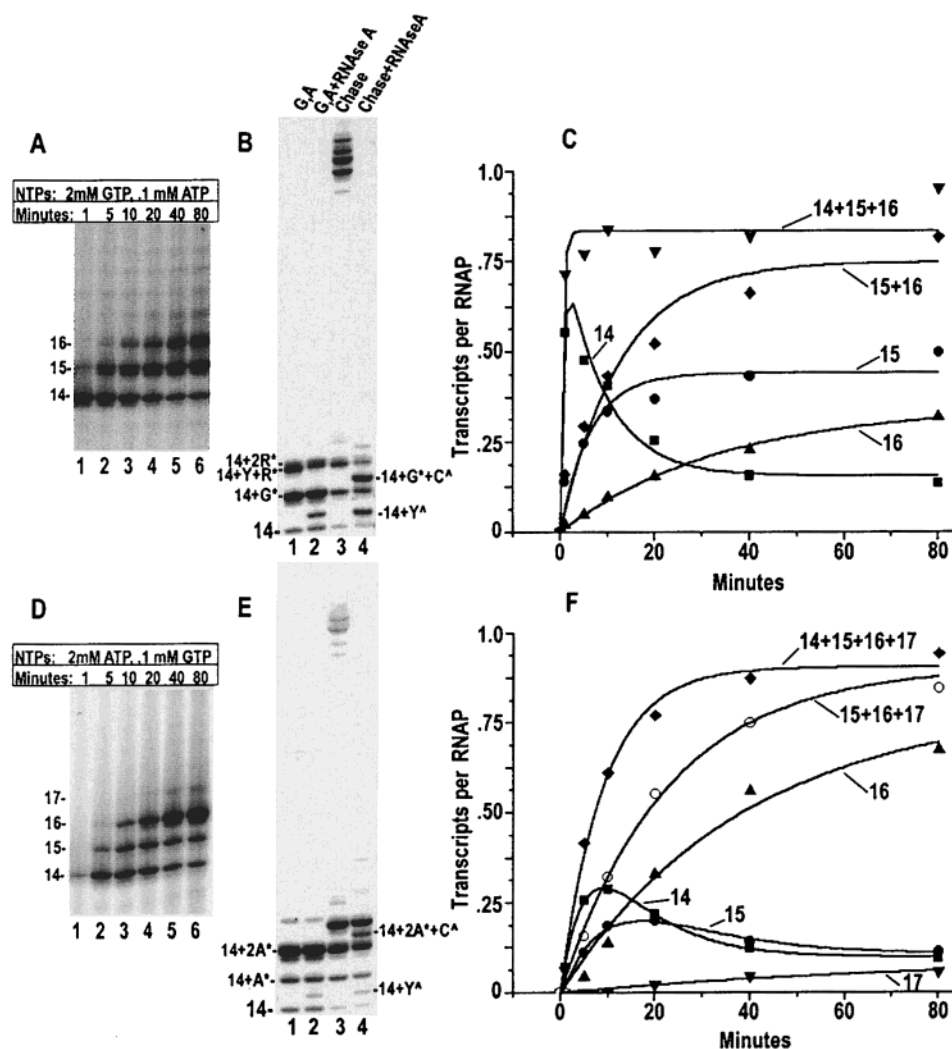 A
NTPs: 2mM GTP, .1 mM ATP
Minutes: 1 5 10 20 40 80
16-
15-
14-
1 2 3 4 5 6
B
G,A
G,A+RNAse A
Chase
Chase+RNAseA
14+2R*
14+Y+R*
14+G*
14-
-14+G*+C^
-14+Y^
1 2 3 4
C
Transcripts per RNAP
1.0
.75
.50
.25
0
14+15+16
15+16
14
15
16
0 20 40 60 80
Minutes
D
NTPs: 2mM ATP, .1 mM GTP
Minutes: 1 5 10 20 40 80
17-
16-
15-
14-
1 2 3 4 5 6
E
14+2A*
14+A*
14-
-14+2A*+C^
-14+Y^
1 2 3 4
F
Transcripts per RNAP
1.0
.75
.50
.25
0
14+15+16+17
15+16+17
16
14
15
17
0 20 40 60 80
Minutes